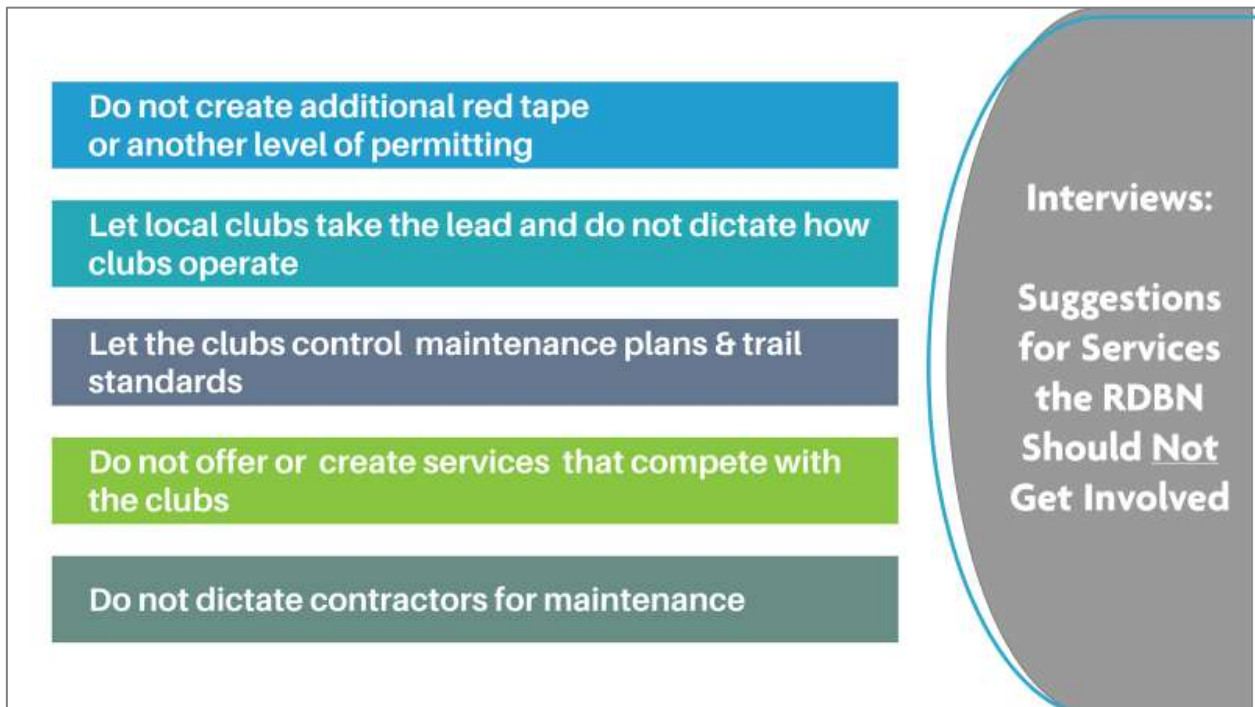 Do not create additional red tape
or another level of permitting
Let local clubs take the lead and do not dictate how
clubs operate
Let the clubs control maintenance plans & trail
standards
Do not offer or create services that compete with
the clubs
Do not dictate contractors for maintenance
Interviews:
Suggestions
for Services
the RDBN
Should Not
Get Involved